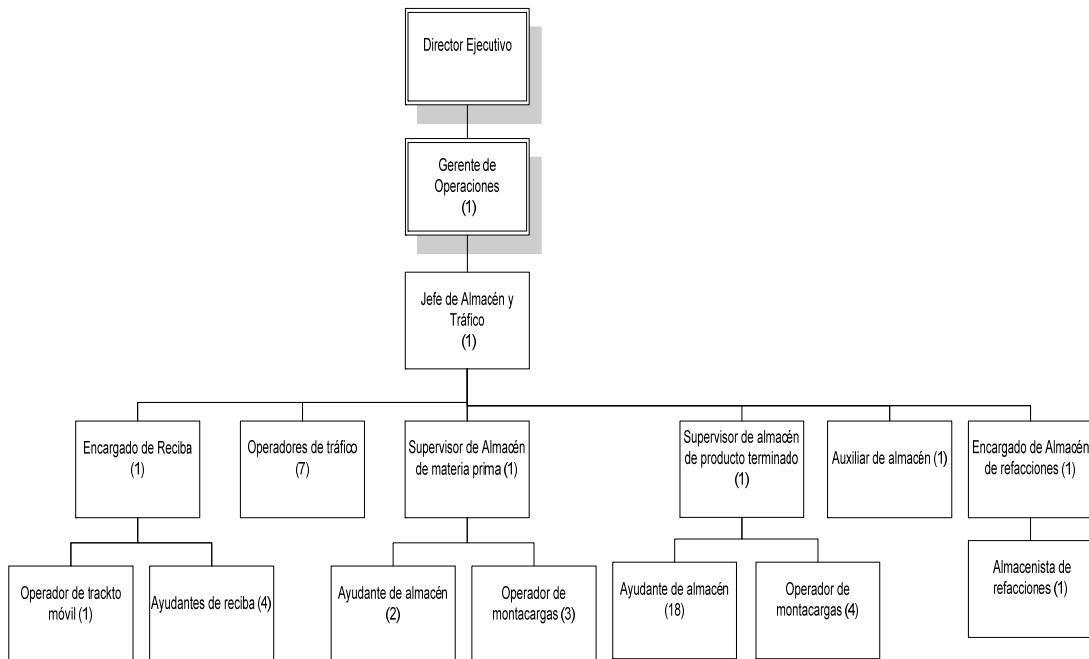 Director Ejecutivo
Gerente de
Operaciones
(1)
Jefe de Almacén y
Tráfico
(1)
Encargado de Reciba
(1)
Operadores de tráfico
(7)
Supervisor de Almacén
de materia prima (1)
Supervisor de almacén
de producto terminado
(1)
Auxiliar de almacén (1)
Encargado de Almacén
de refacciones (1)
Operador de trackto
móvil (1)
Ayudantes de reciba (4)
Ayudante de almacén
(2)
Operador de
montacargas (3)
Ayudante de almacén
(18)
Operador de
montacargas (4)
Almacenista de
refacciones (1)